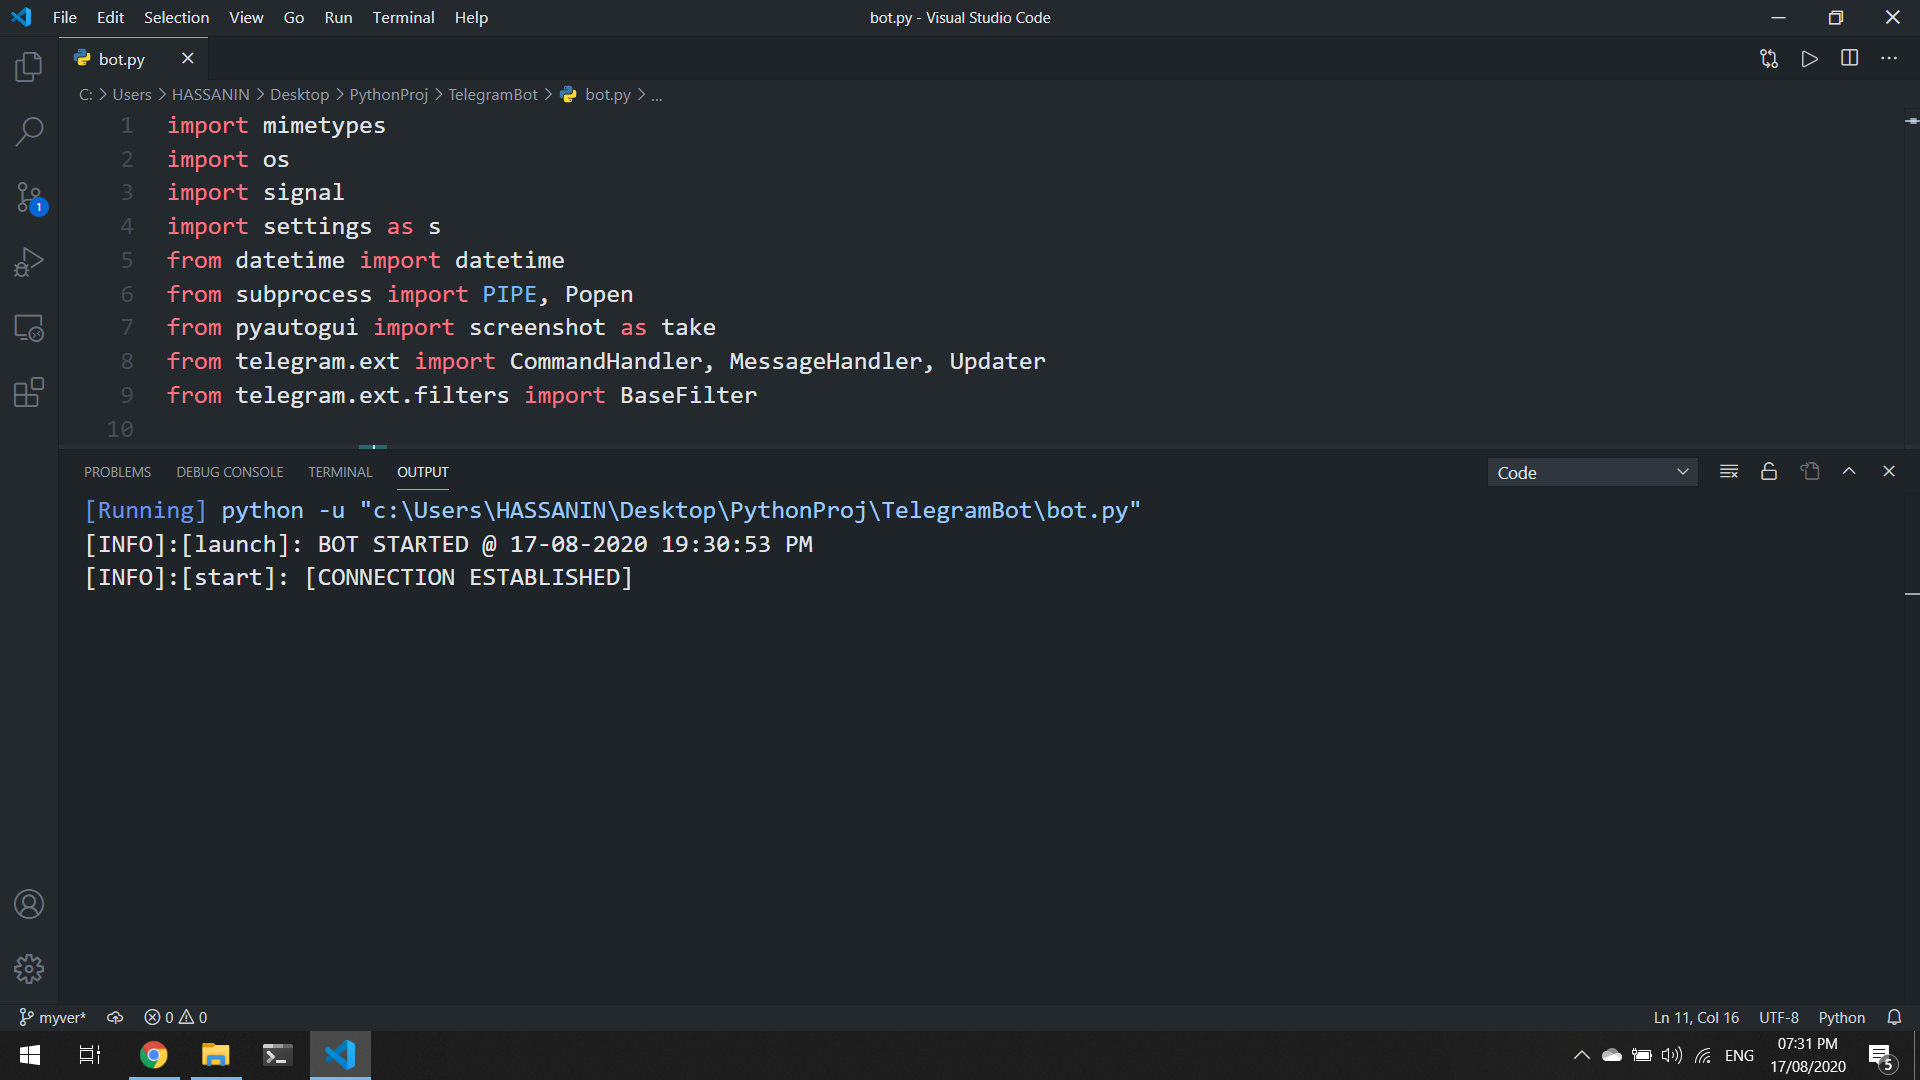 File Edit Selection View Go Run Terminal Help
bot.py - Visual Studio Code
bot.py
C: > Users > HASSANIN > Desktop > PythonProj > TelegramBot > bot.py > ...
1 import mimetypes
2 import os
3 import signal
4 import settings as s
5 from datetime import datetime
6 from subprocess import PIPE, Popen
7 from pyautogui import screenshot as take
8 from telegram.ext import CommandHandler, MessageHandler, Updater
9 from telegram.ext.filters import BaseFilter
10
1
PROBLEMS DEBUG CONSOLE TERMINAL OUTPUT
Code
[Running] python -u "c:\Users\HASSANIN\Desktop\PythonProj\TelegramBot\bot.py"
[INFO]:[launch]: BOT STARTED @ 17-08-2020 19:30:53 PM
[INFO]:[start]: [CONNECTION ESTABLISHED]
myver* 0 0
Ln 11, Col 16 UTF-8 Python
ENG
07:31 PM
17/08/2020
5